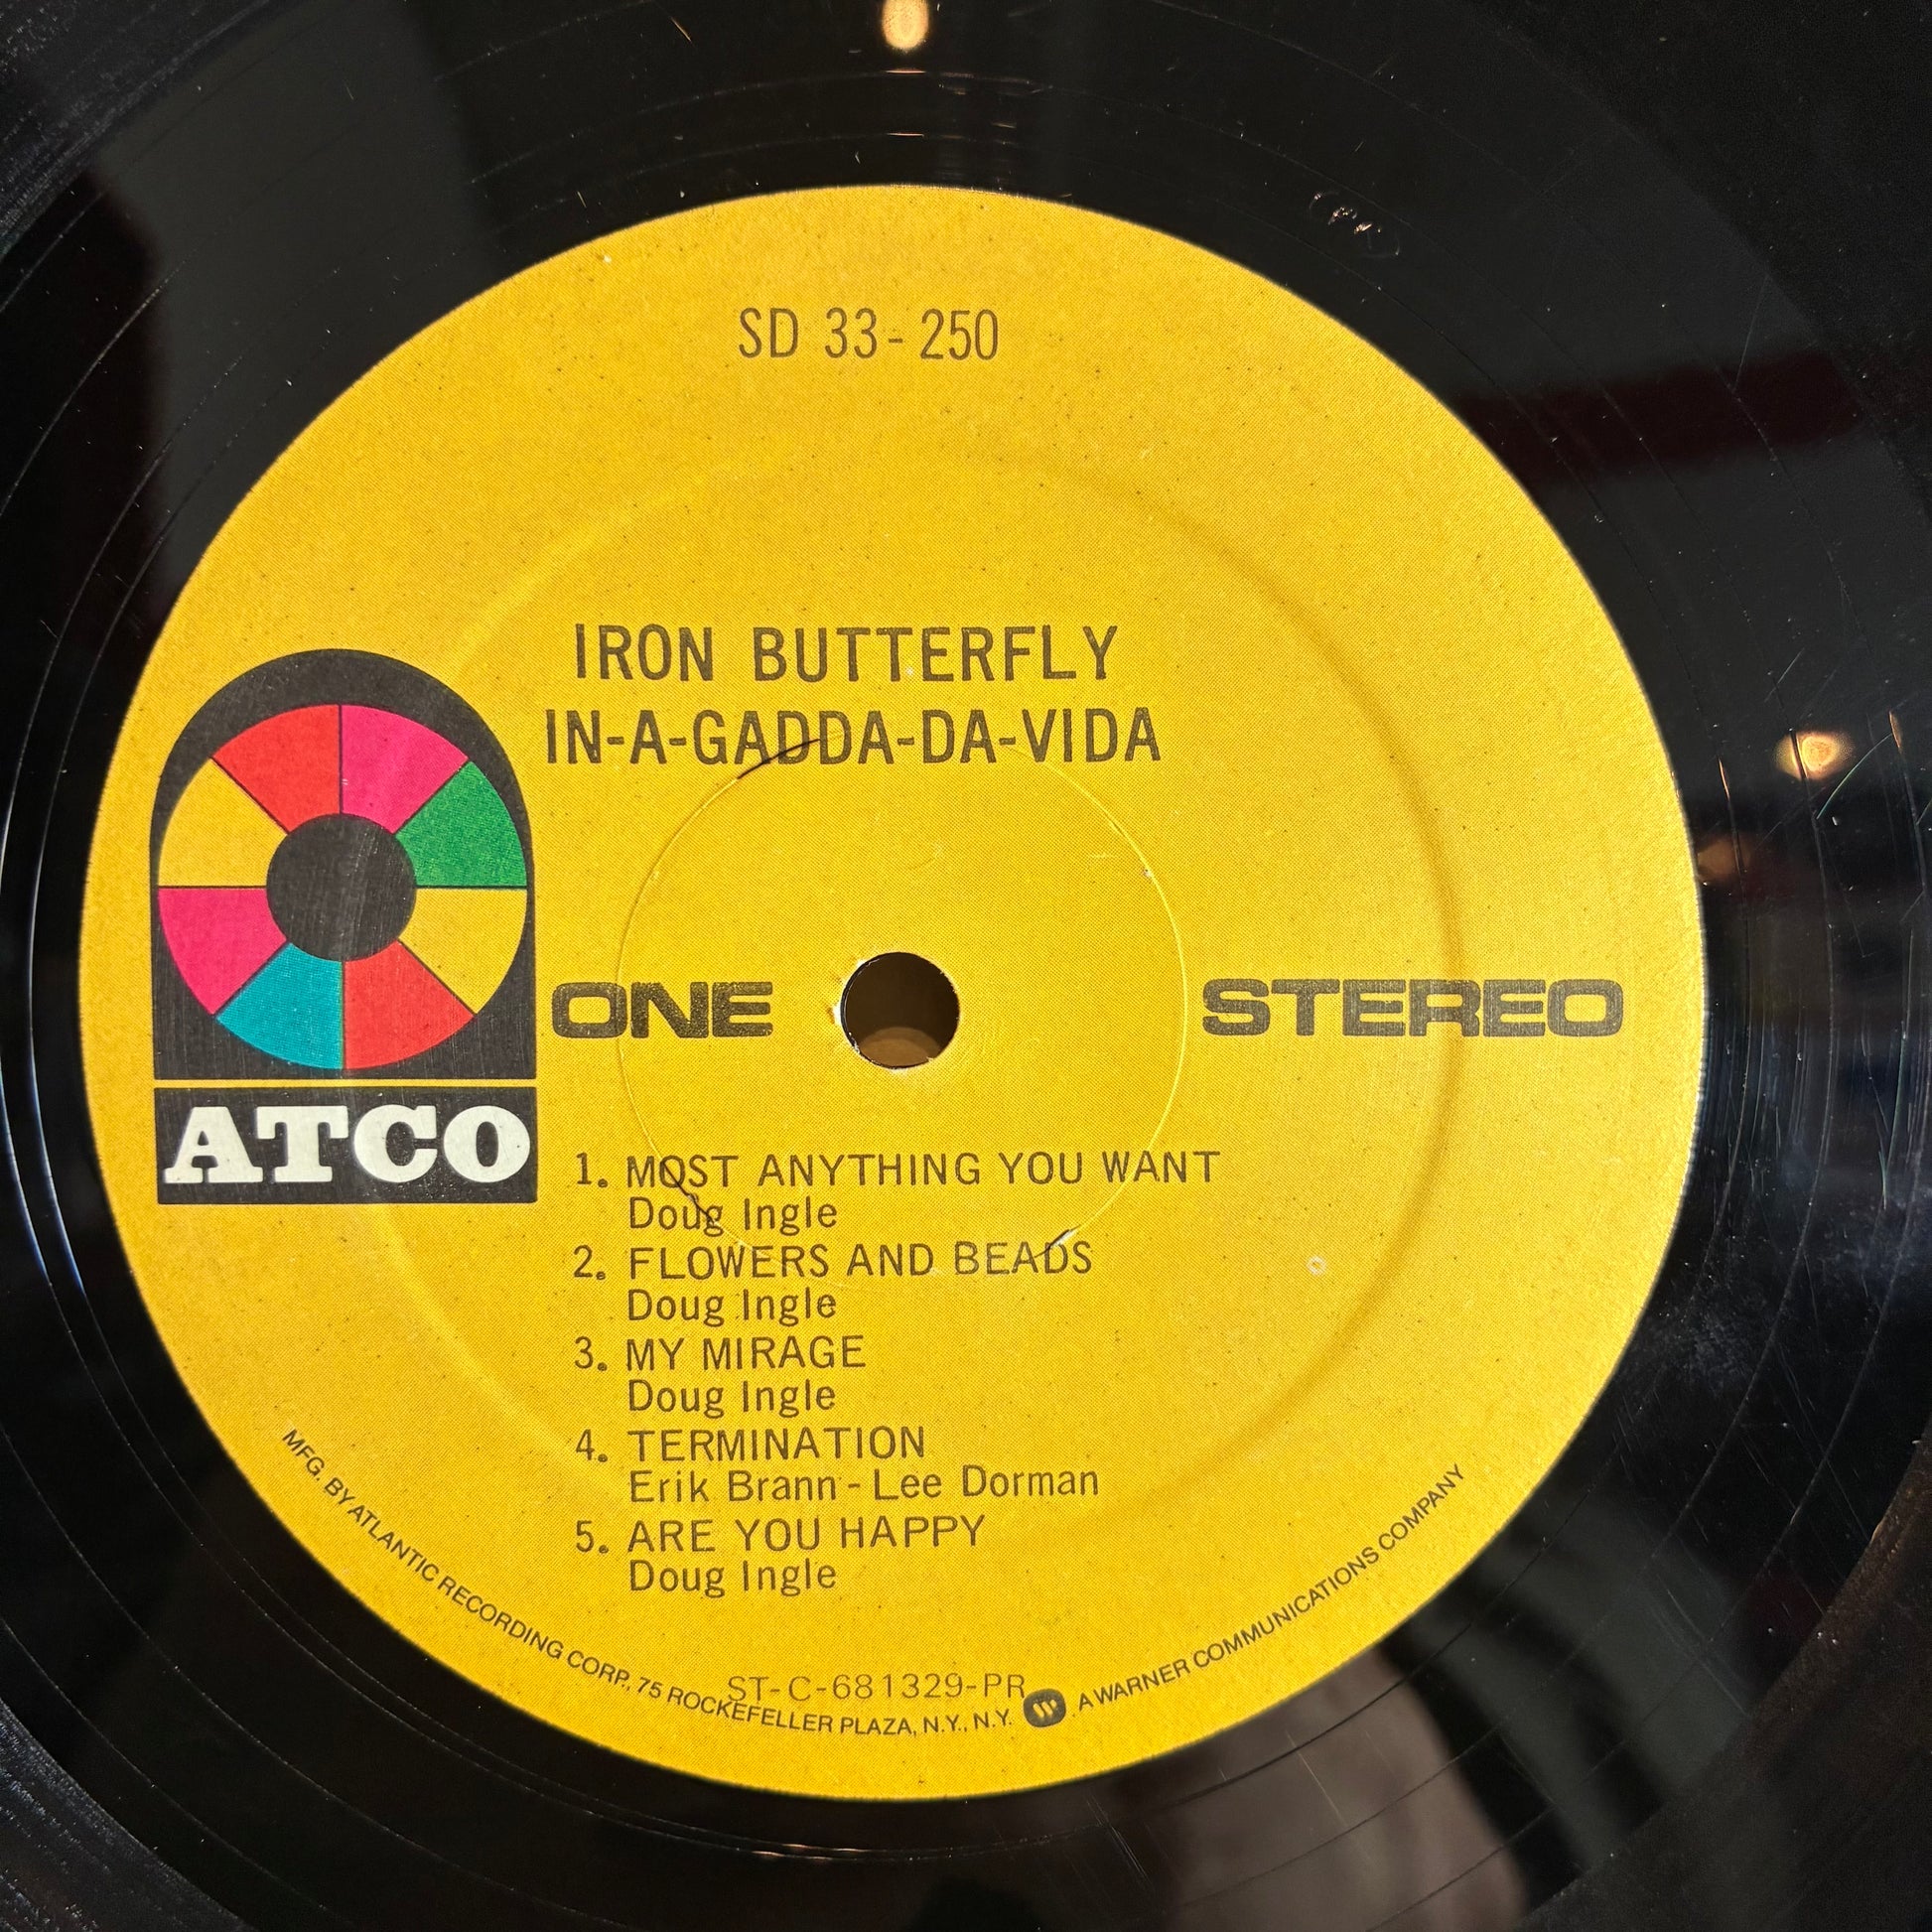 SD 33-250
IRON BUTTERFLY
IN-A-GADDA-DA-VIDA
ONE
STEREO
ATCO
1. MOST ANYTHING YOU WANT
Doug Ingle
2. FLOWERS AND BEADS
Doug Ingle
3. MY MIRAGE
Doug Ingle
4. TERMINATION
Erik Brann - Lee Dorman
5. ARE YOU HAPPY
Doug Ingle
ST-C-681329-PR
MFG. BY ATLANTIC RECORDING CORP., 75 ROCKEFELLER PLAZA, N.Y., N.Y. W A WARNER COMMUNICATIONS COMPANY